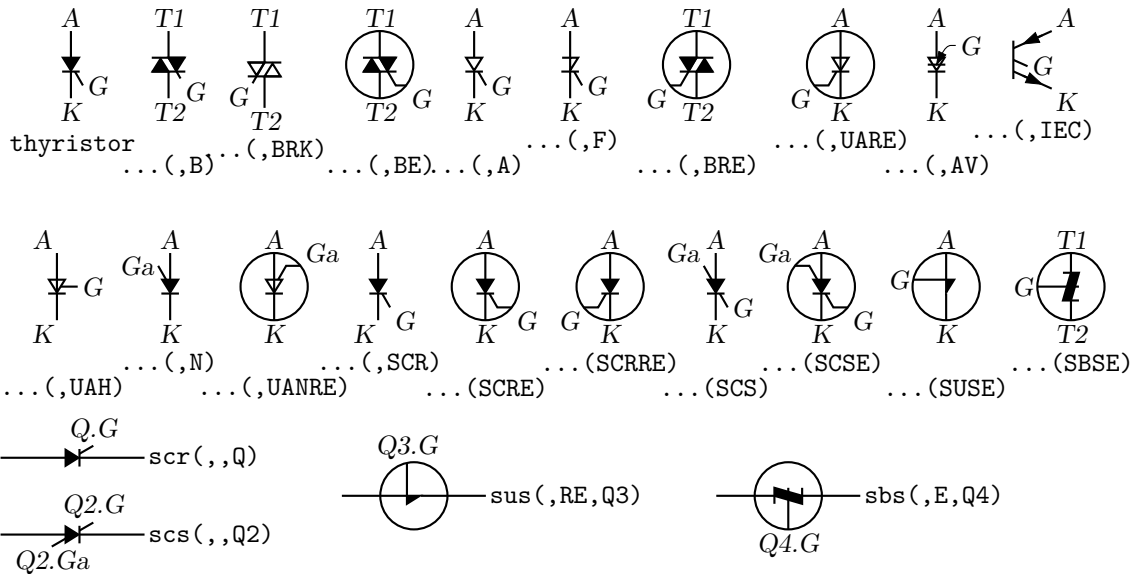 A T1 T1 T1 A A T1 A A A
G G G G G G G G G G
K T2 T2 T2 K K T2 K K K
thyristor ...(,B) ...(,BRK) ...(,BE) ...(,A) ...(,F) ...(,BRE) ...(,UARE) ...(,AV) ...(,IEC)
A A A A A A A A A T1
G Ga Ga G G G Ga G Ga G G G
K K K K K K K K K T2
...(,UAH) ...(,N) ...(,UANRE) ...(,SCR) ...(SCRE) ...(SCRRE) ...(SCS) ...(SCSE) ...(SUSE) ...(SBSE)
Q.G
scr(,,Q)
Q2.G
scs(,,Q2)
Q2.Ga
Q3.G
sus(,RE,Q3)
sbs(,E,Q4)
Q4.G